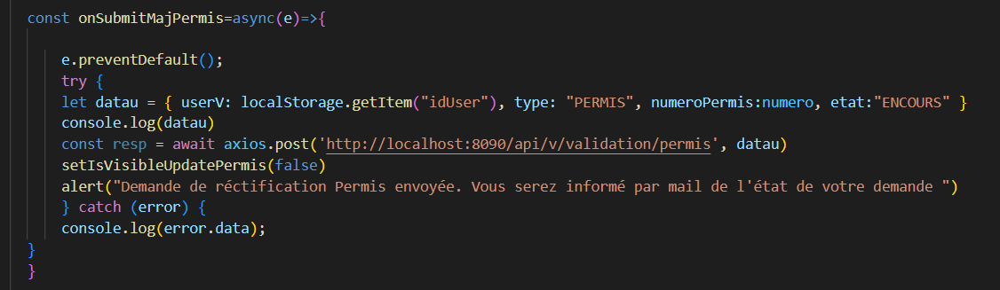 const onSubmitMajPermis=async(e)=>{
e.preventDefault();
try {
let datau = { userV: localStorage.getItem("idUser"), type: "PERMIS", numeroPermis:numero, etat:"ENCOURS" }
console.log(datau)
const resp = await axios.post('http://localhost:8090/api/v/validation/permis', datau)
setIsVisibleUpdatePermis(false)
alert("Demande de réctification Permis envoyée. Vous serez informé par mail de l'état de votre demande ")
} catch (error) {
console.log(error.data);
}
}